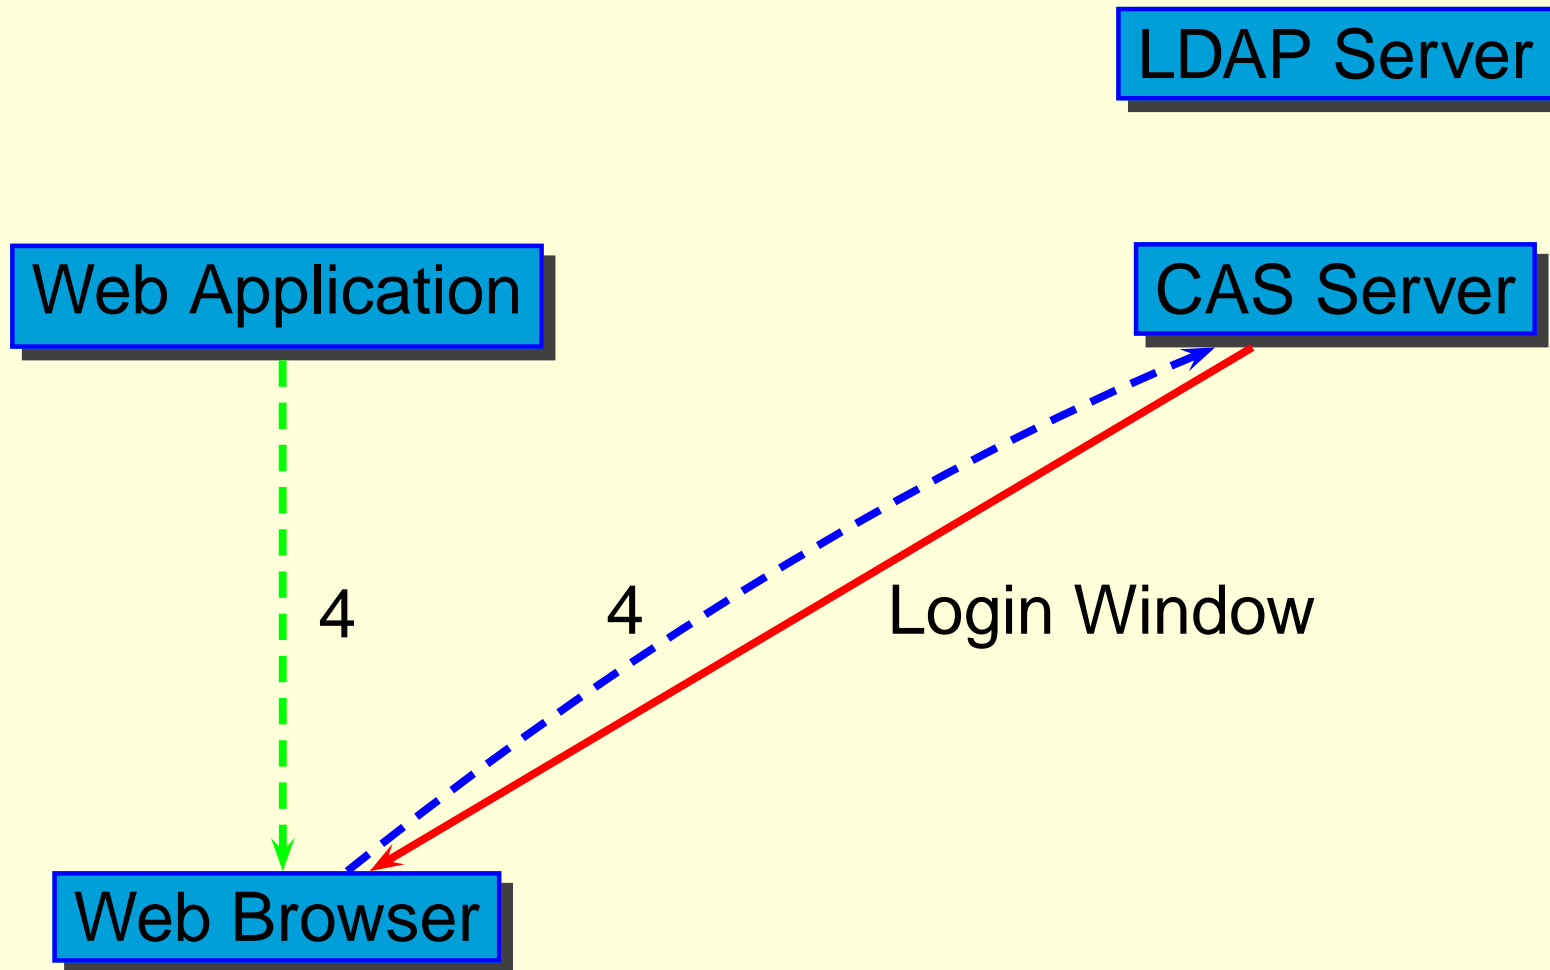 LDAP Server
Web Application
CAS Server
4
4
Login Window
Web Browser